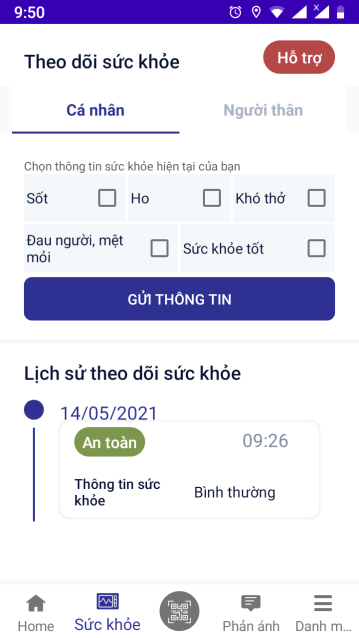 9:50
Theo dõi sức khỏe
Hỗ trợ
Cá nhân
Người thân
Chọn thông tin sức khỏe hiện tại của bạn
Sốt
Ho
Khó thở
Đau người, mệt
mỏi
Sức khỏe tốt
GỬI THÔNG TIN
Lịch sử theo dõi sức khỏe
14/05/2021
An toàn
09:26
Thông tin sức
khỏe
Bình thường
Home
Sức khỏe
Phản ánh
Danh m...